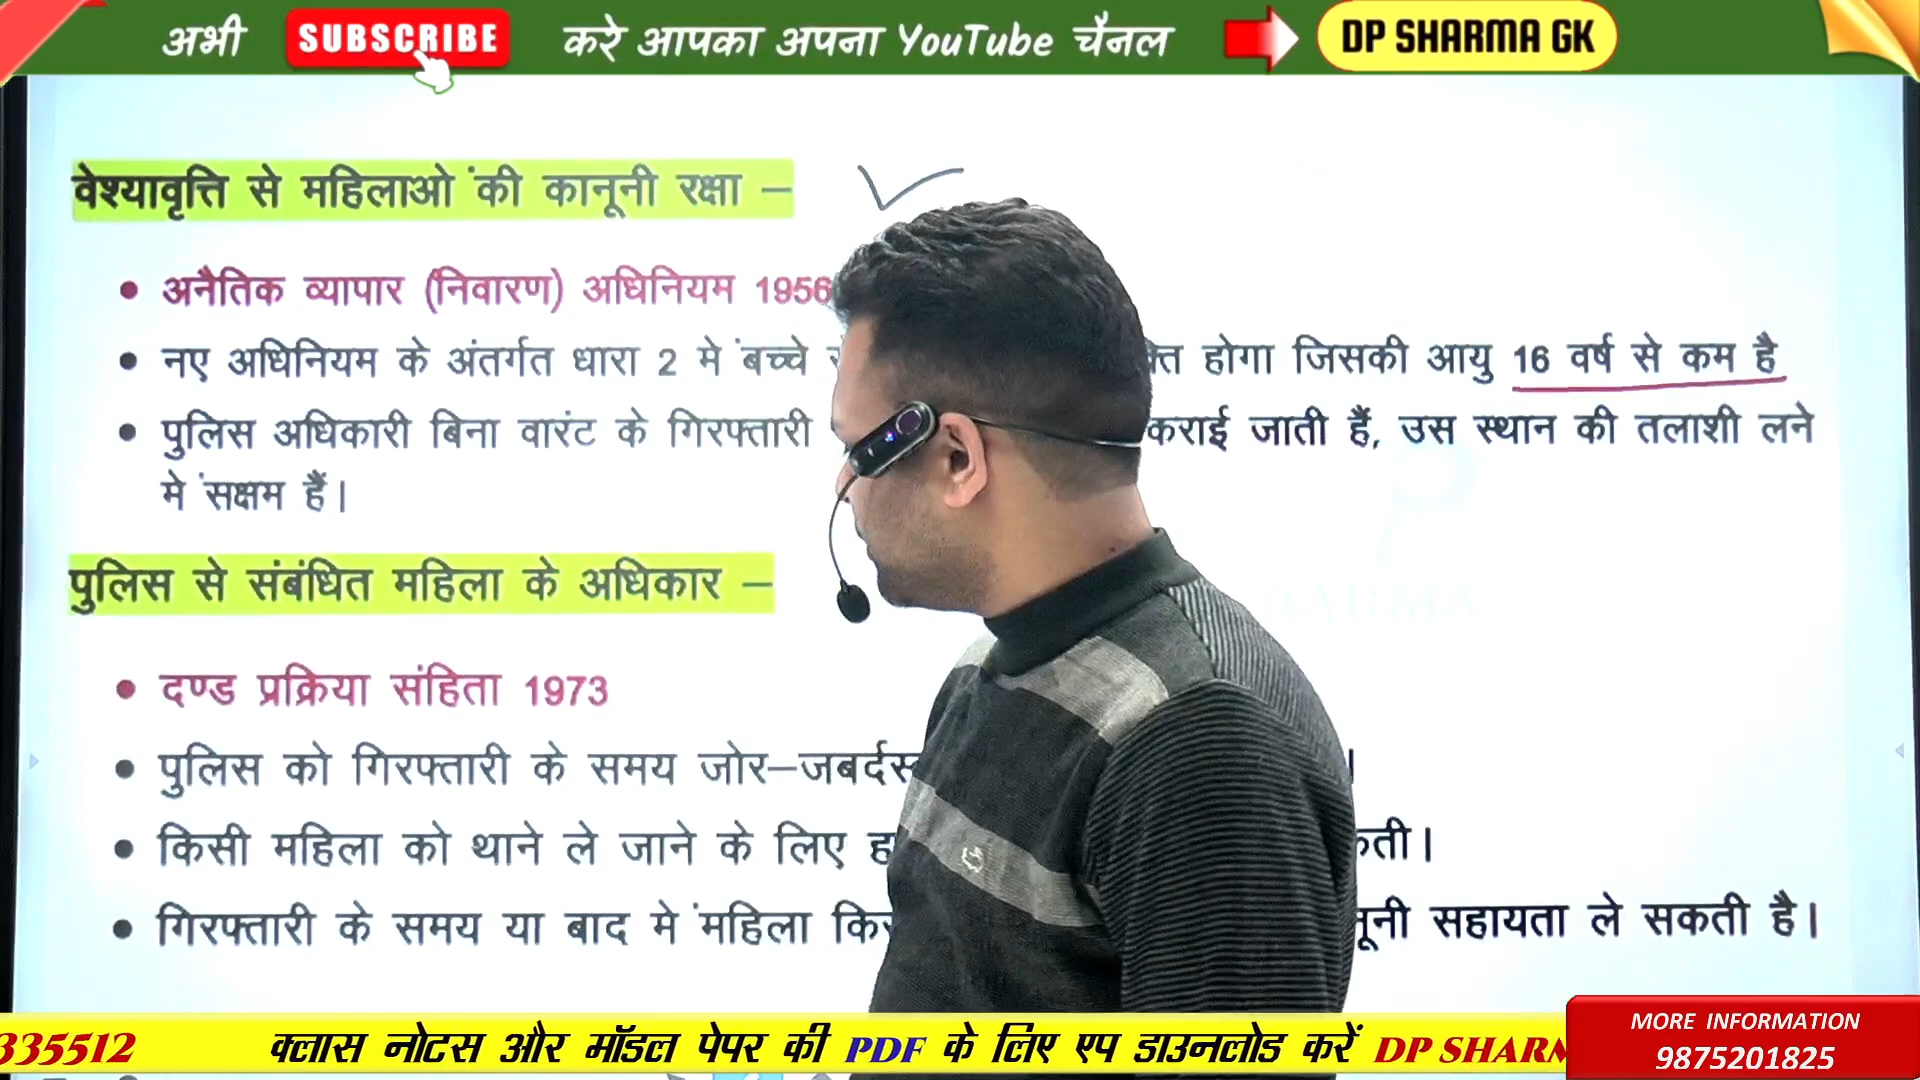 अभी SUBSCRIBE करे आपका अपना YouTube चैनल DP SHARMA GK
वेश्यावृत्ति से महिलाओं की कानूनी रक्षा –
• अनैतिक व्यापार (निवारण) अधिनियम 1956
• नए अधिनियम के अंतर्गत धारा 2 में बच्चे होगा जिसकी आयु 16 वर्ष से कम है
• पुलिस अधिकारी बिना वारंट के गिरफ्तारी कराई जाती हैं, उस स्थान की तलाशी लने
में सक्षम हैं।
पुलिस से संबंधित महिला के अधिकार –
• दण्ड प्रक्रिया संहिता 1973
• पुलिस को गिरफ्तारी के समय
• किसी महिला को थाने ले जाने के लिए
• गिरफ्तारी के समय या बाद में महिला सहायता ले सकती है।
335512 क्लास नोटस और मॉडल पेपर की PDF के लिए एप डाउनलोड करें DP
MORE INFORMATION
9875201825